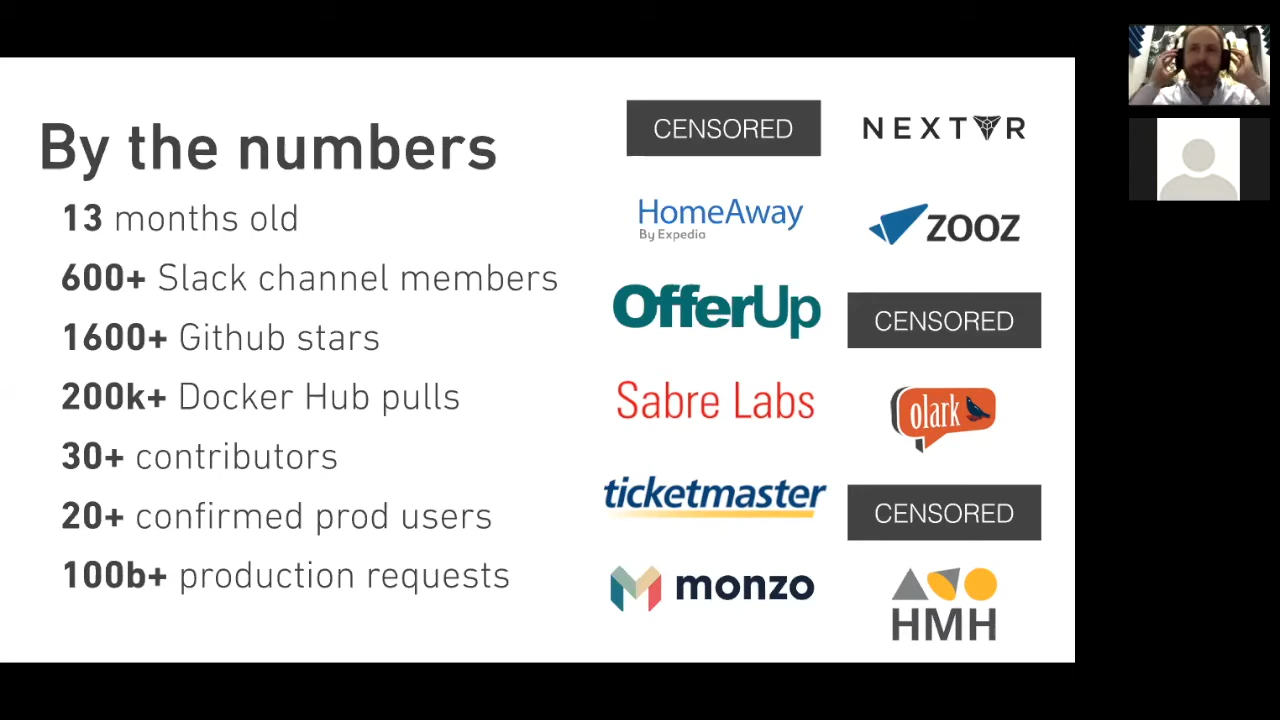 By the numbers
13 months old
600+ Slack channel members
1600+ Github stars
200k+ Docker Hub pulls
30+ contributors
20+ confirmed prod users
100b+ production requests
CENSORED
NEXTVR
HomeAway
By Expedia
ZOOZ
OfferUp
CENSORED
Sabre Labs
olark
ticketmaster
CENSORED
monzo
HMH